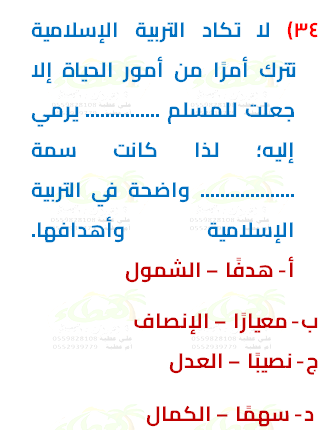 ٣٤) لا تكاد التربية الإسلامية
تترك أمرًا من أمور الحياة إلا
جعلت للمسلم ............... يرمي
إليه؛ لذا كانت سمة
................... واضحة في التربية
الإسلامية وأهدافها.
أ- هدفًا – الشمول
ب- معيارًا – الإنصاف
ج- نصيبًا – العدل
د- سهمًا – الكمال